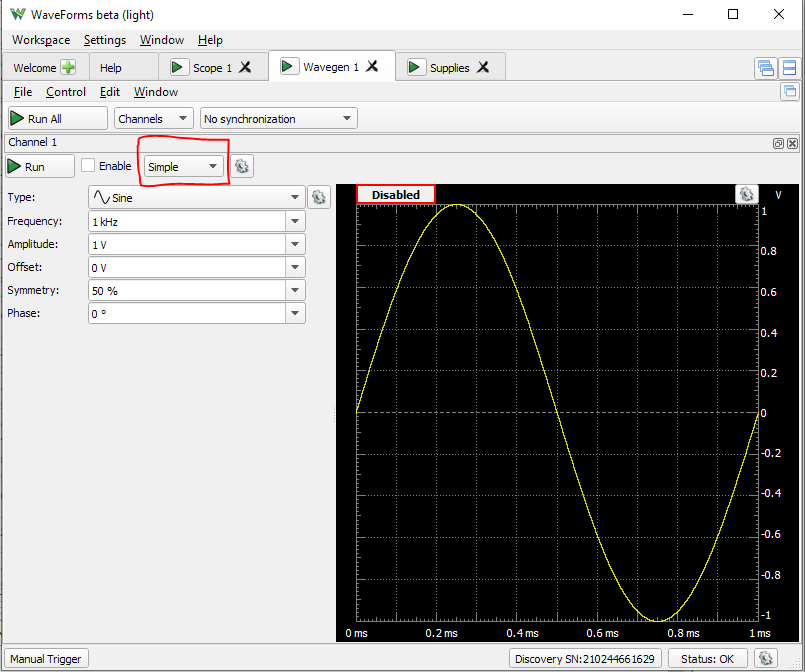 WaveForms beta (light)
Workspace Settings Window Help
Welcome Help Scope 1 Wavegen 1 Supplies
File Control Edit Window
Run All Channels No synchronization
Channel 1
Run Enable Simple
Type: Sine
Frequency: 1 kHz
Amplitude: 1 V
Offset: 0 V
Symmetry: 50 %
Phase: 0 °
Disabled V
1
0.8
0.6
0.4
0.2
0
-0.2
-0.4
-0.6
-0.8
-1
0 ms 0.2 ms 0.4 ms 0.6 ms 0.8 ms 1 ms
Manual Trigger Discovery SN:210244661629 Status: OK